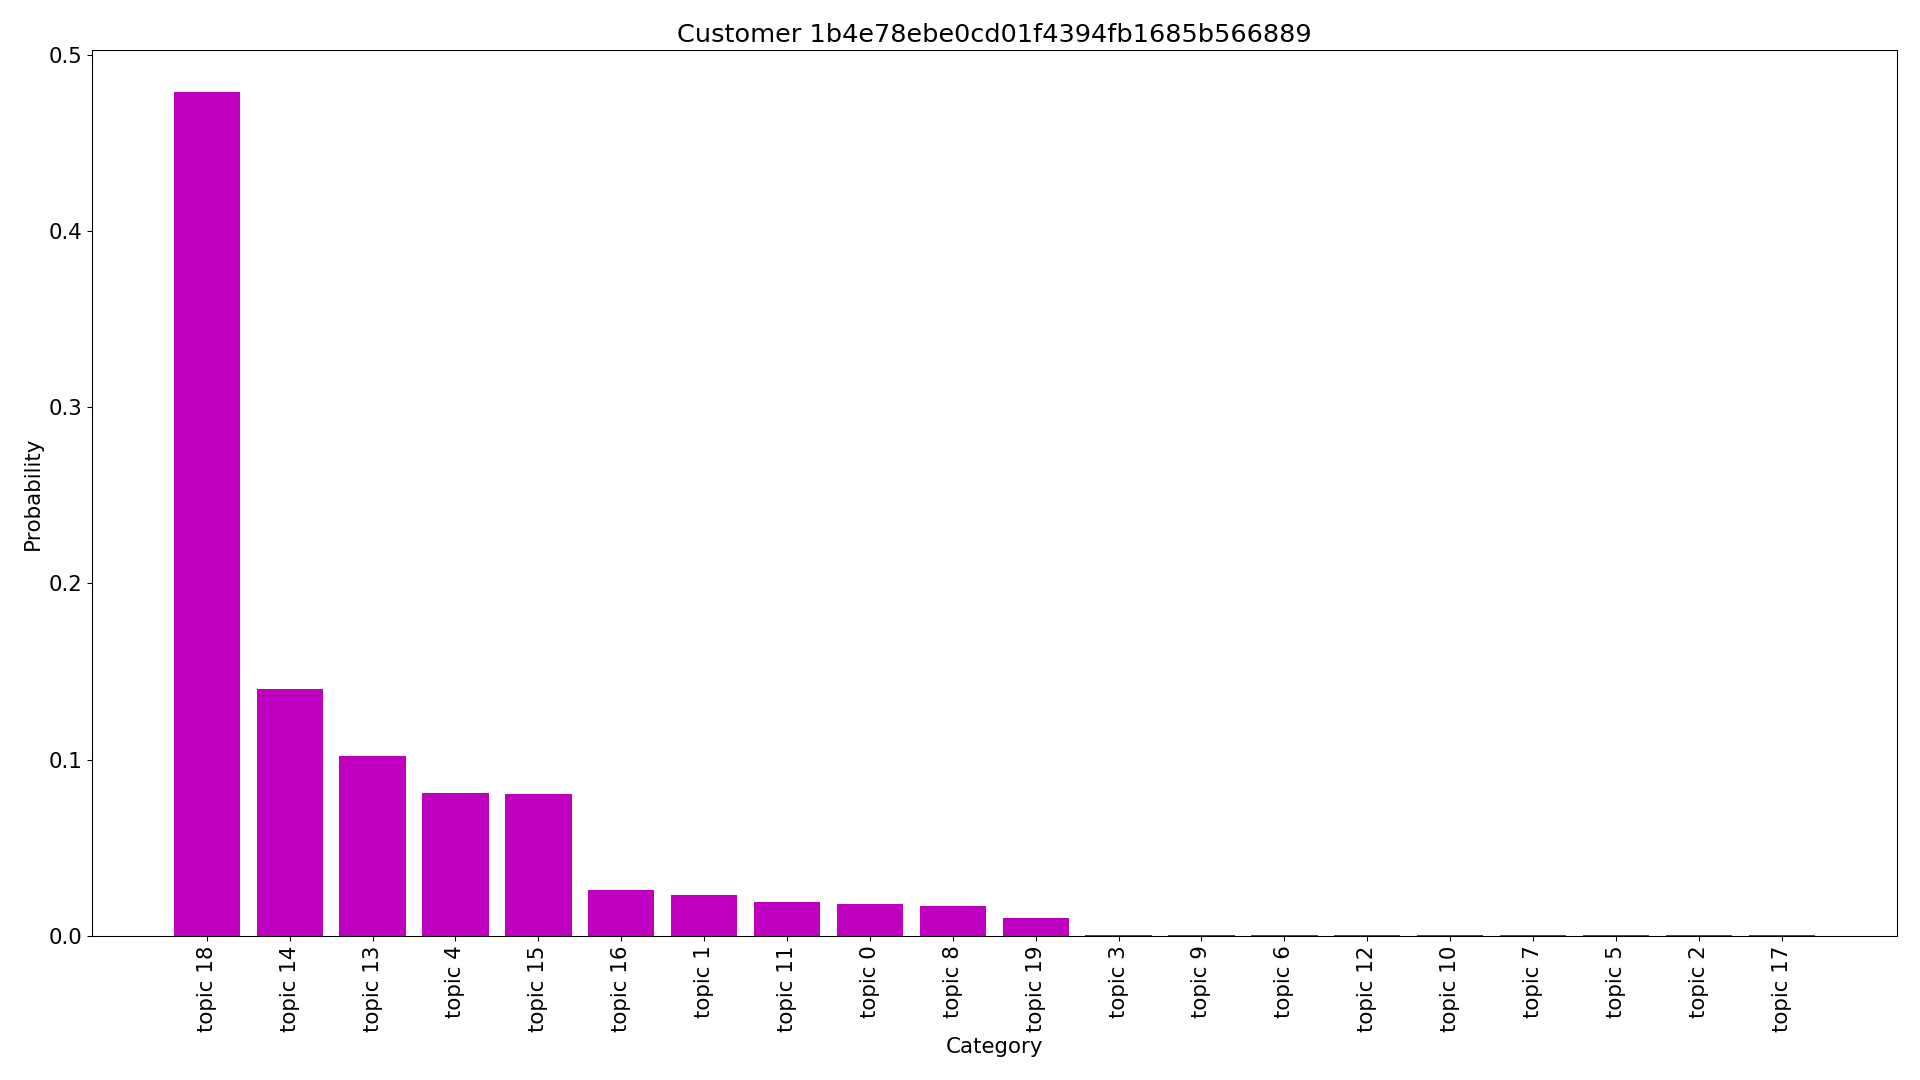 Customer 1b4e78ebe0cd01f4394fb1685b566889
0.5
0.4
0.3
0.2
0.1
0.0
Probability
topic 18
topic 14
topic 13
topic 4
topic 15
topic 16
topic 1
topic 11
topic 0
topic 8
topic 19
topic 3
topic 9
topic 6
topic 12
topic 10
topic 7
topic 5
topic 2
topic 17
Category